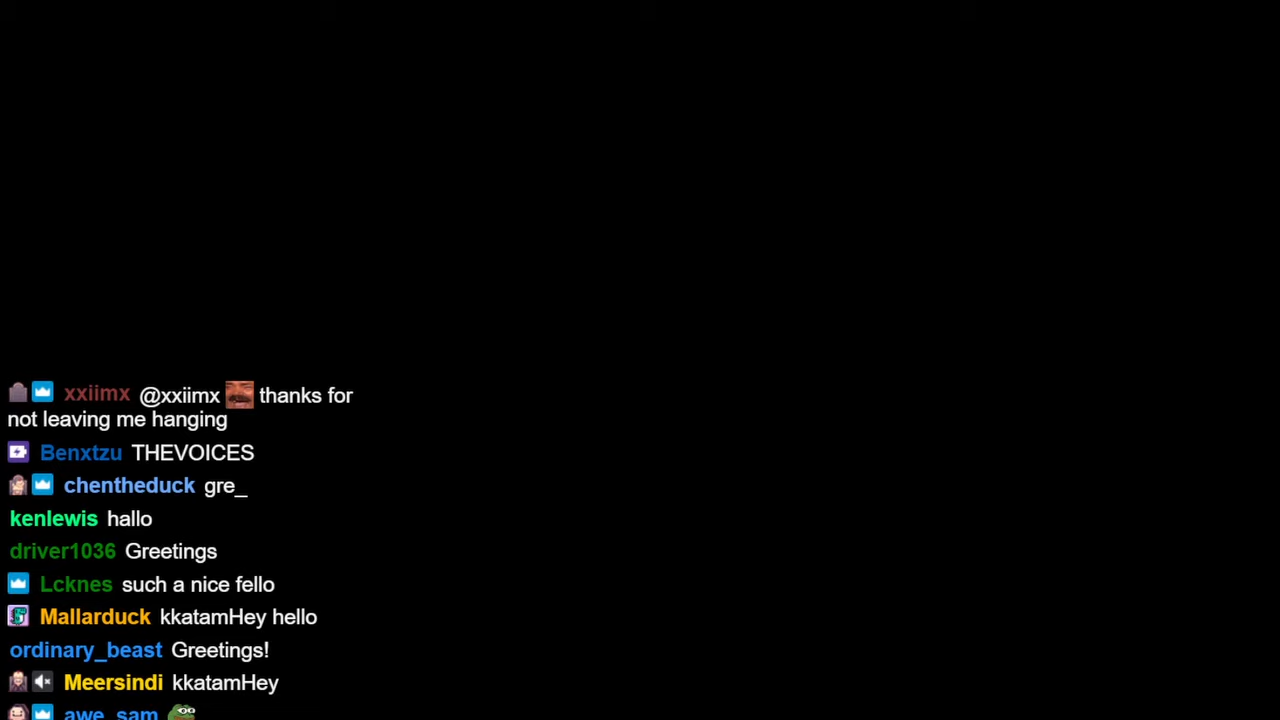 xxiimx @xxiimx thanks for
not leaving me hanging
Benxtzu THEVOICES
chentheduck gre_
kenlewis hallo
driver1036 Greetings
Lcknes such a nice fello
Mallarduck kkatamHey hello
ordinary_beast Greetings!
Meersindi kkatamHey
awe_sam